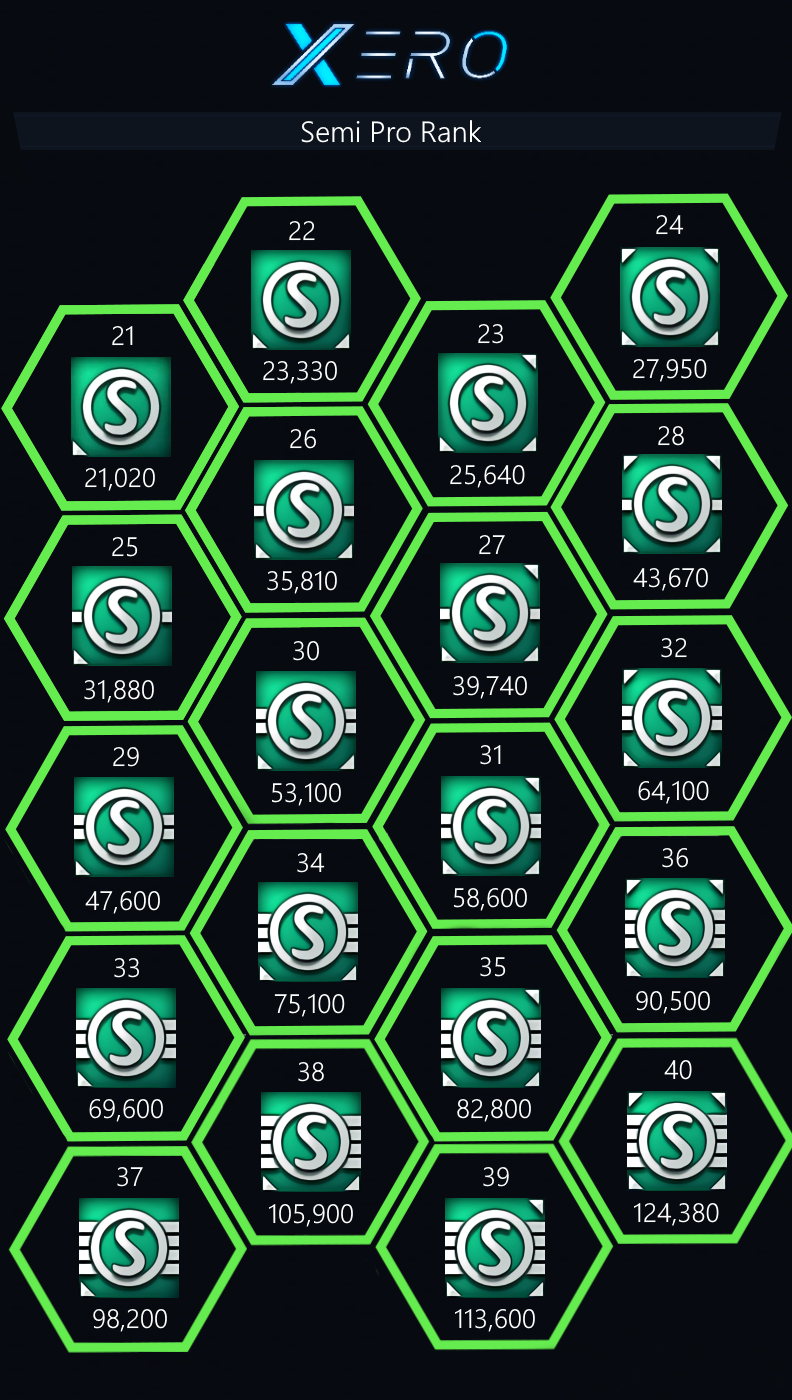 XERO
Semi Pro Rank
21
S
21,020
22
S
23,330
23
S
25,640
24
S
27,950
25
S
31,880
26
S
35,810
27
S
39,740
28
S
43,670
29
S
47,600
30
S
53,100
31
S
58,600
32
S
64,100
33
S
69,600
34
S
75,100
35
S
82,800
36
S
90,500
37
S
98,200
38
S
105,900
39
S
113,600
40
S
124,380